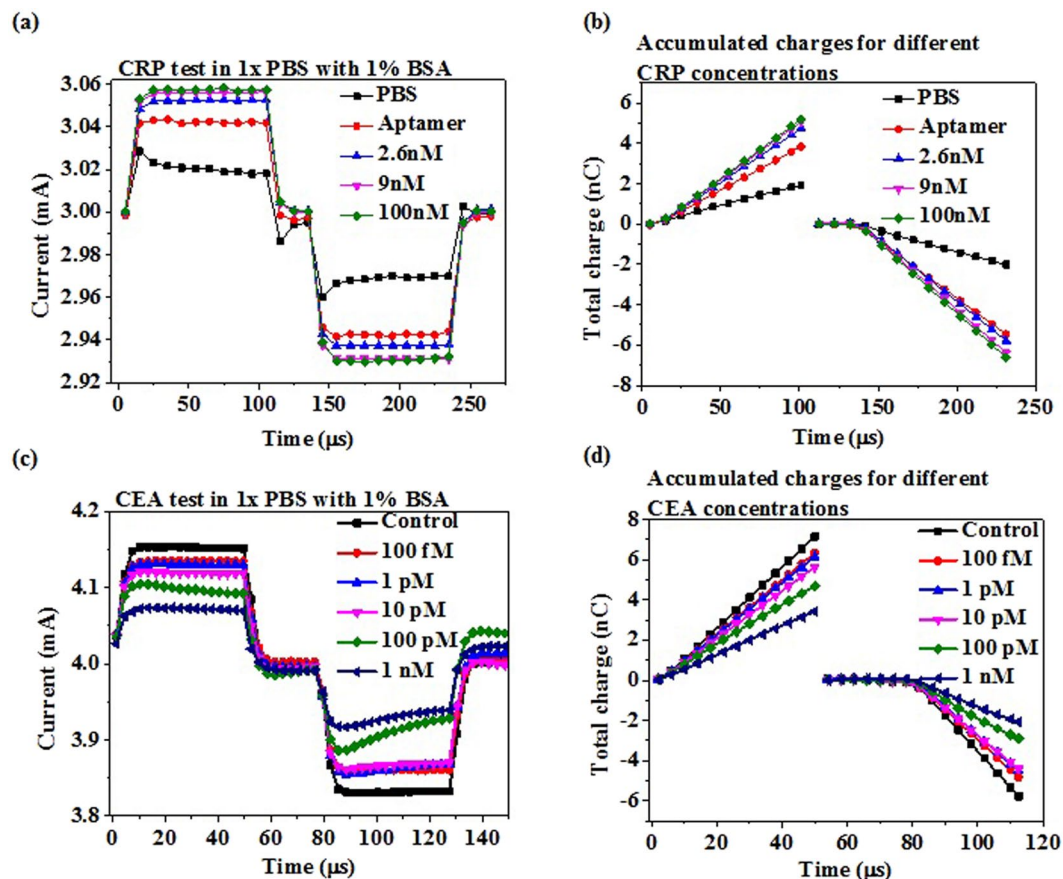 (a)
CRP test in 1x PBS with 1% BSA
3.06
3.04
3.02
3.00
2.98
2.96
2.94
2.92
Current (mA)
PBS
Aptamer
2.6nM
9nM
100nM
0 50 100 150 200 250
Time (µs)
(b)
Accumulated charges for different
CRP concentrations
6
4
2
0
-2
-4
-6
-8
Total charge (nC)
PBS
Aptamer
2.6nM
9nM
100nM
0 50 100 150 200 250
Time (µs)
(c)
CEA test in 1x PBS with 1% BSA
4.2
4.1
4.0
3.9
3.8
Current (mA)
Control
100 fM
1 pM
10 pM
100 pM
1 nM
0 30 60 90 120 150
Time (µs)
(d)
Accumulated charges for different
CEA concentrations
8
6
4
2
0
-2
-4
-6
Total charge (nC)
Control
100 fM
1 pM
10 pM
100 pM
1 nM
0 20 40 60 80 100 120
Time (µs)